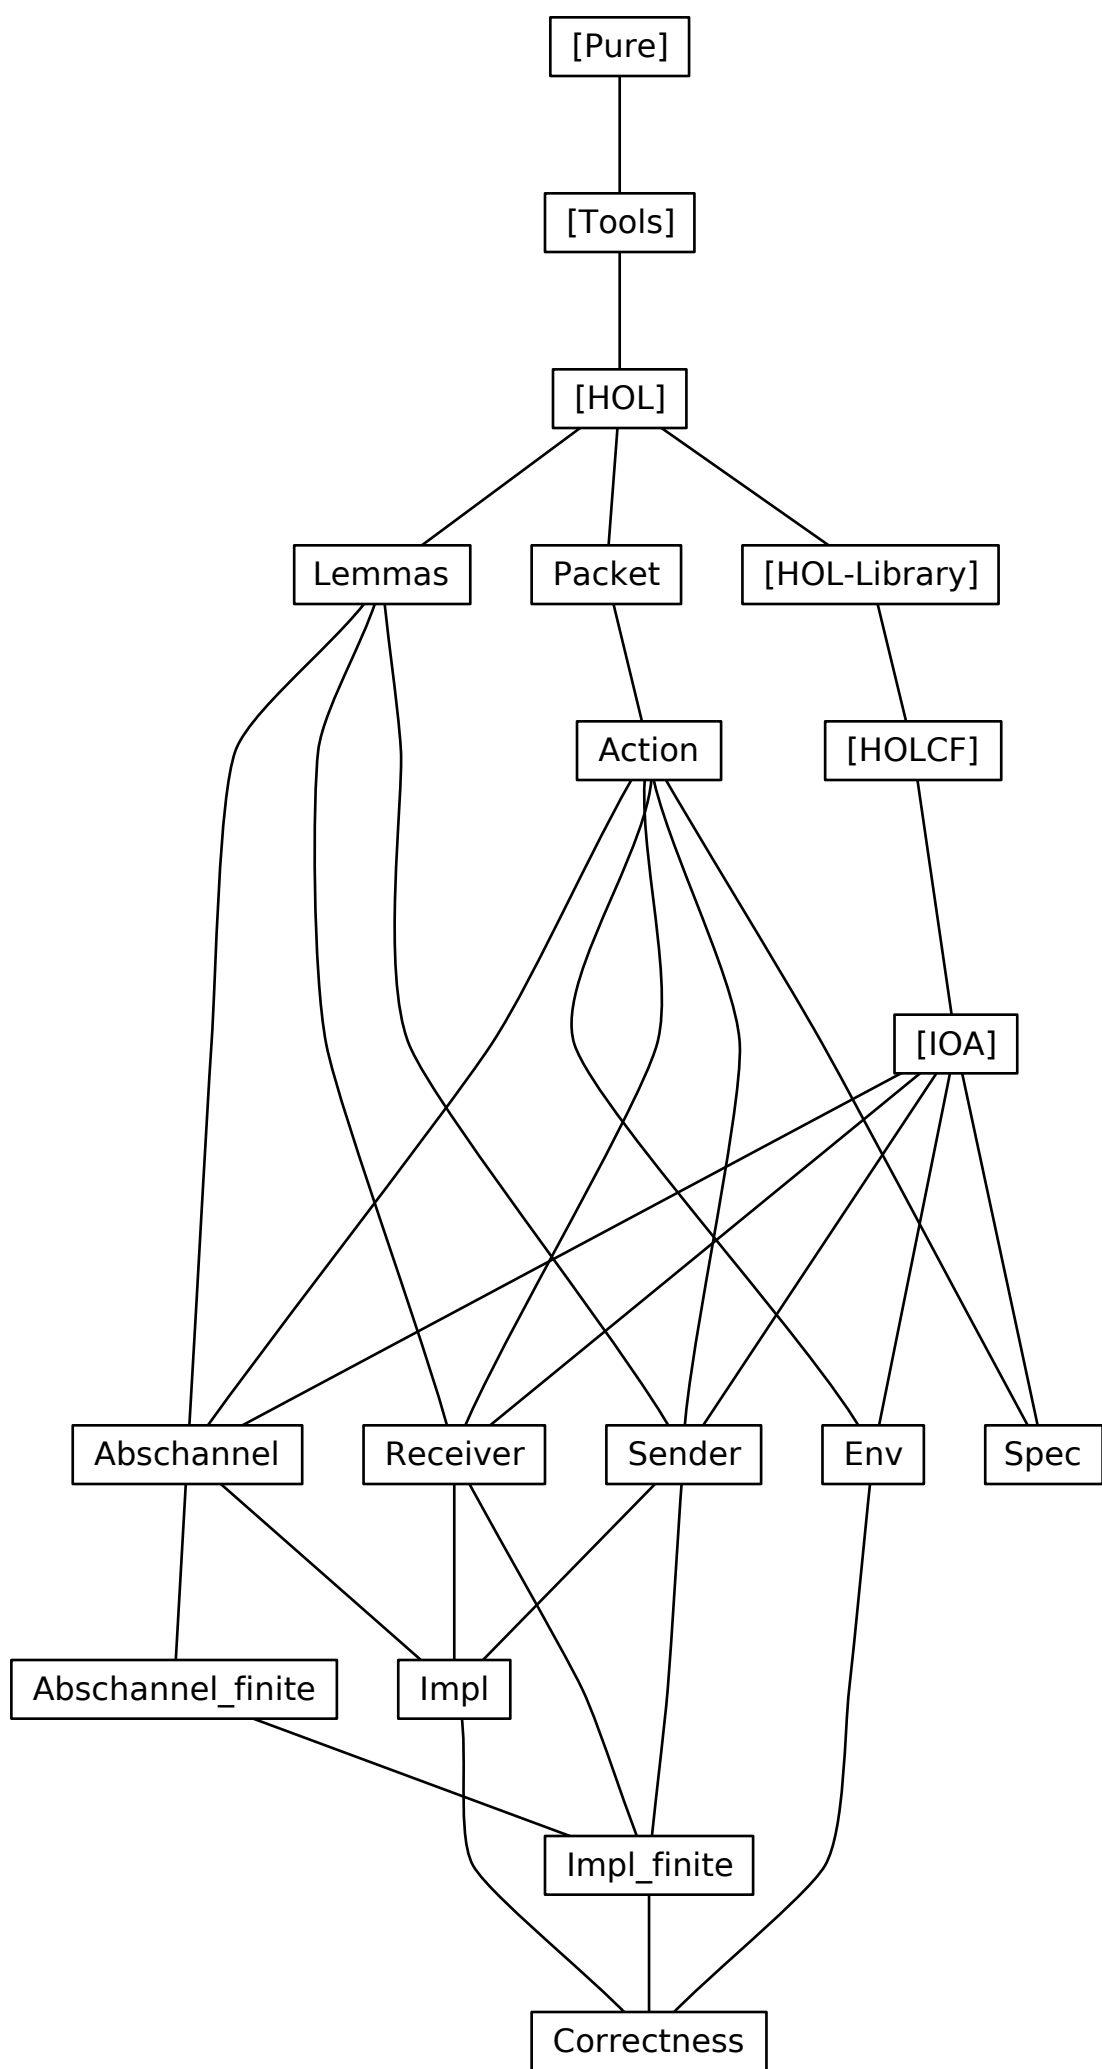 [Pure]
[Tools]
[HOL]
Lemmas
Packet
[HOL-Library]
Action
[HOLCF]
[IOA]
Abschannel
Receiver
Sender
Env
Spec
Abschannel_finite
Impl
Impl_finite
Correctness